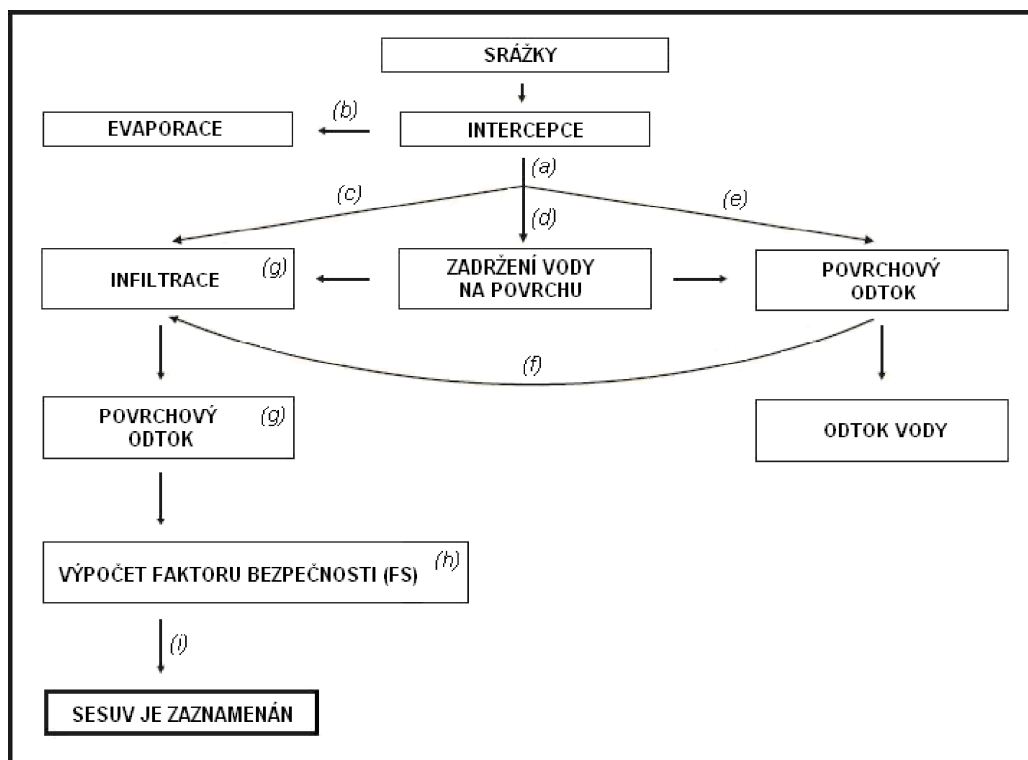 SRÁŽKY
EVAPORACE
(b)
INTERCEPCE
(a)
(c)
(d)
(e)
INFILTRACE
(g)
ZADRŽENÍ VODY
NA POVRCHU
POVRCHOVÝ
ODTOK
(f)
POVRCHOVÝ
ODTOK
(g)
ODTOK VODY
VÝPOČET FAKTORU BEZPEČNOSTI (FS)
(h)
(i)
SESUV JE ZAZNAMENÁN